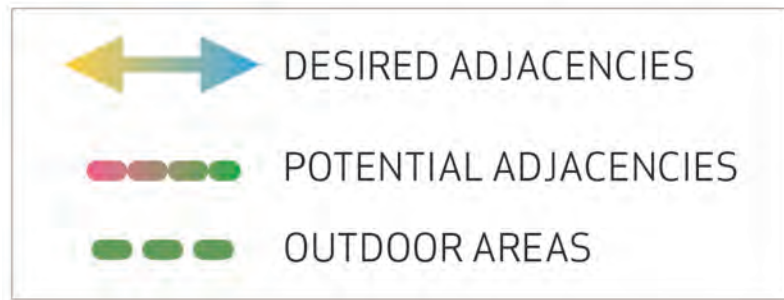 DESIRED ADJACENCIES
POTENTIAL ADJACENCIES
OUTDOOR AREAS